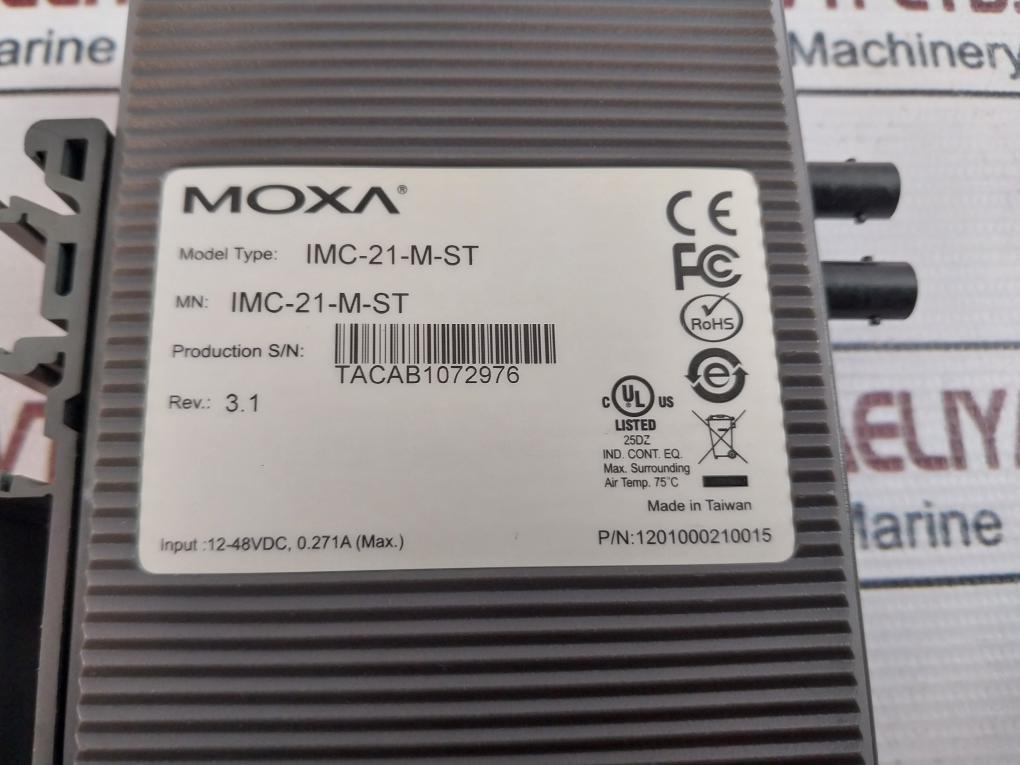 arine
Machinery
MOXA®
Model Type: IMC-21-M-ST
MN: IMC-21-M-ST
Production S/N:
TACAB1072976
Rev.: 3.1
CE
FC
RoHS
e
c UL US
LISTED
25DZ
IND. CONT. EQ.
Max. Surrounding
Air Temp. 75°C
Made in Taiwan
Input :12-48VDC, 0.271A (Max.)
P/N:1201000210015
AELIYA
Marine